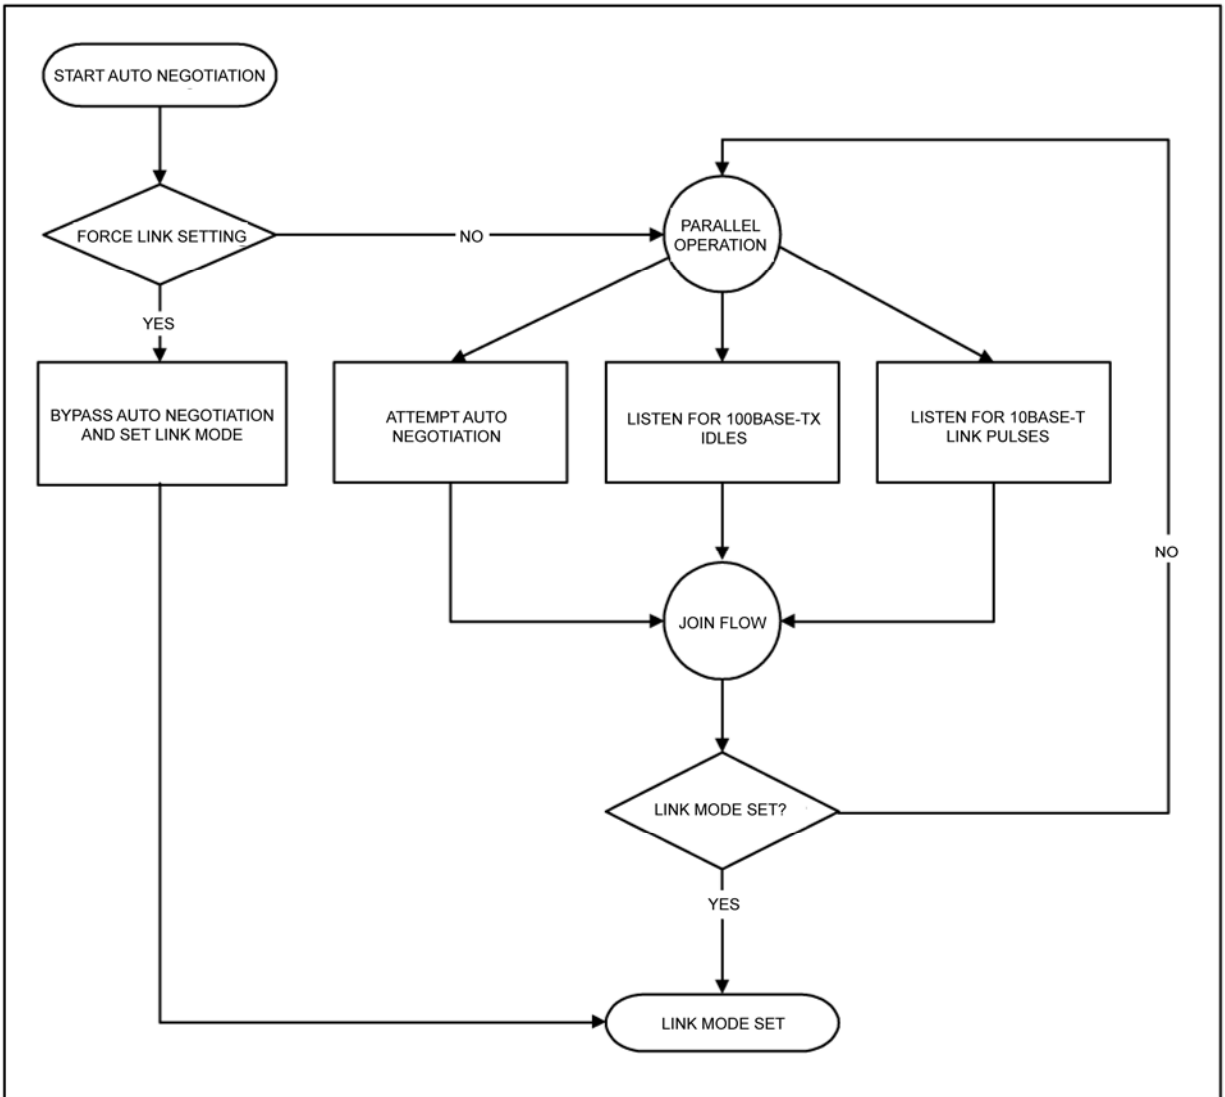 START AUTO NEGOTIATION
FORCE LINK SETTING
NO
PARALLEL
OPERATION
YES
BYPASS AUTO NEGOTIATION
AND SET LINK MODE
ATTEMPT AUTO
NEGOTIATION
LISTEN FOR 100BASE-TX
IDLES
LISTEN FOR 10BASE-T
LINK PULSES
NO
JOIN FLOW
LINK MODE SET?
YES
LINK MODE SET